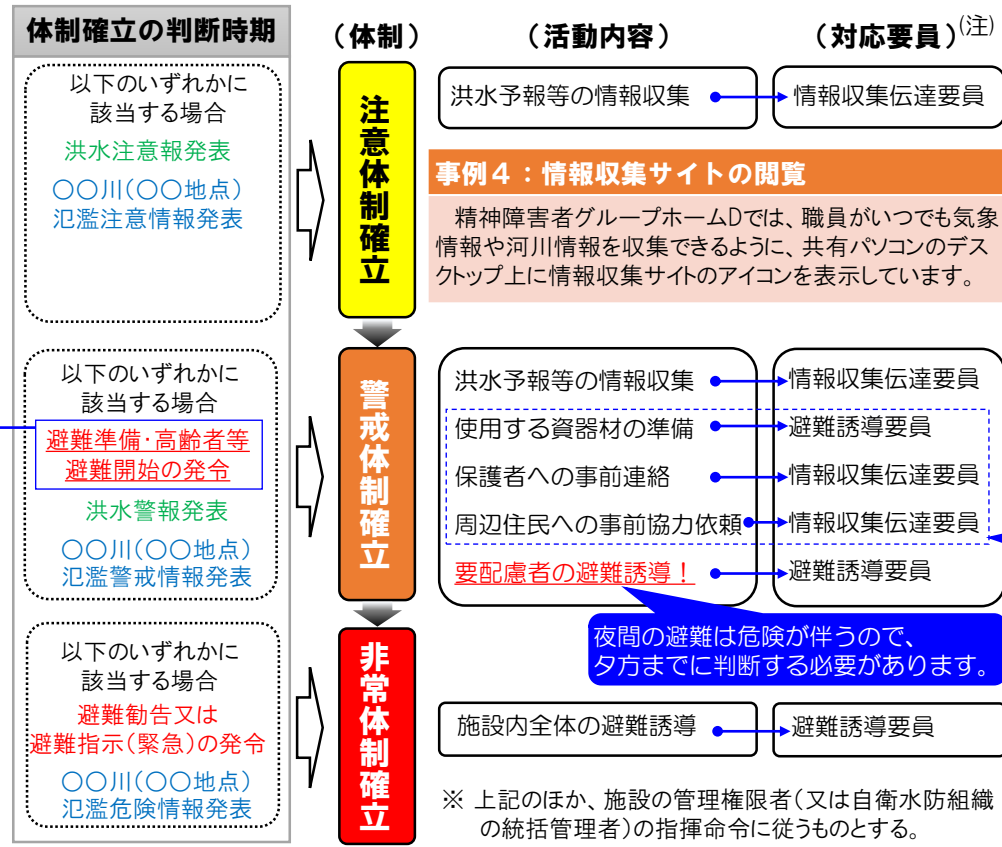 体制確立の判断時期
(体制)
(活動内容)
(対応要員)(注)
以下のいずれかに
該当する場合
洪水注意報発表
〇〇川(〇〇地点)
氾濫注意情報発表
注意体制確立
洪水予報等の情報収集
情報収集伝達要員
事例4:情報収集サイトの閲覧
精神障害者グループホームDでは、職員がいつでも気象
情報や河川情報を収集できるように、共有パソコンのデス
クトップ上に情報収集サイトのアイコンを表示しています。
以下のいずれかに
該当する場合
避難準備・高齢者等
避難開始の発令
洪水警報発表
〇〇川(〇〇地点)
氾濫警戒情報発表
警戒体制確立
洪水予報等の情報収集
情報収集伝達要員
使用する資器材の準備
避難誘導要員
保護者への事前連絡
情報収集伝達要員
周辺住民への事前協力依頼
情報収集伝達要員
要配慮者の避難誘導!
避難誘導要員
夜間の避難は危険が伴うので、
夕方までに判断する必要があります。
以下のいずれかに
該当する場合
避難勧告又は
避難指示(緊急)の発令
〇〇川(〇〇地点)
氾濫危険情報発表
非常体制確立
施設内全体の避難誘導
避難誘導要員
※ 上記のほか、施設の管理権限者(又は自衛水防組織
の統括管理者)の指揮命令に従うものとする。